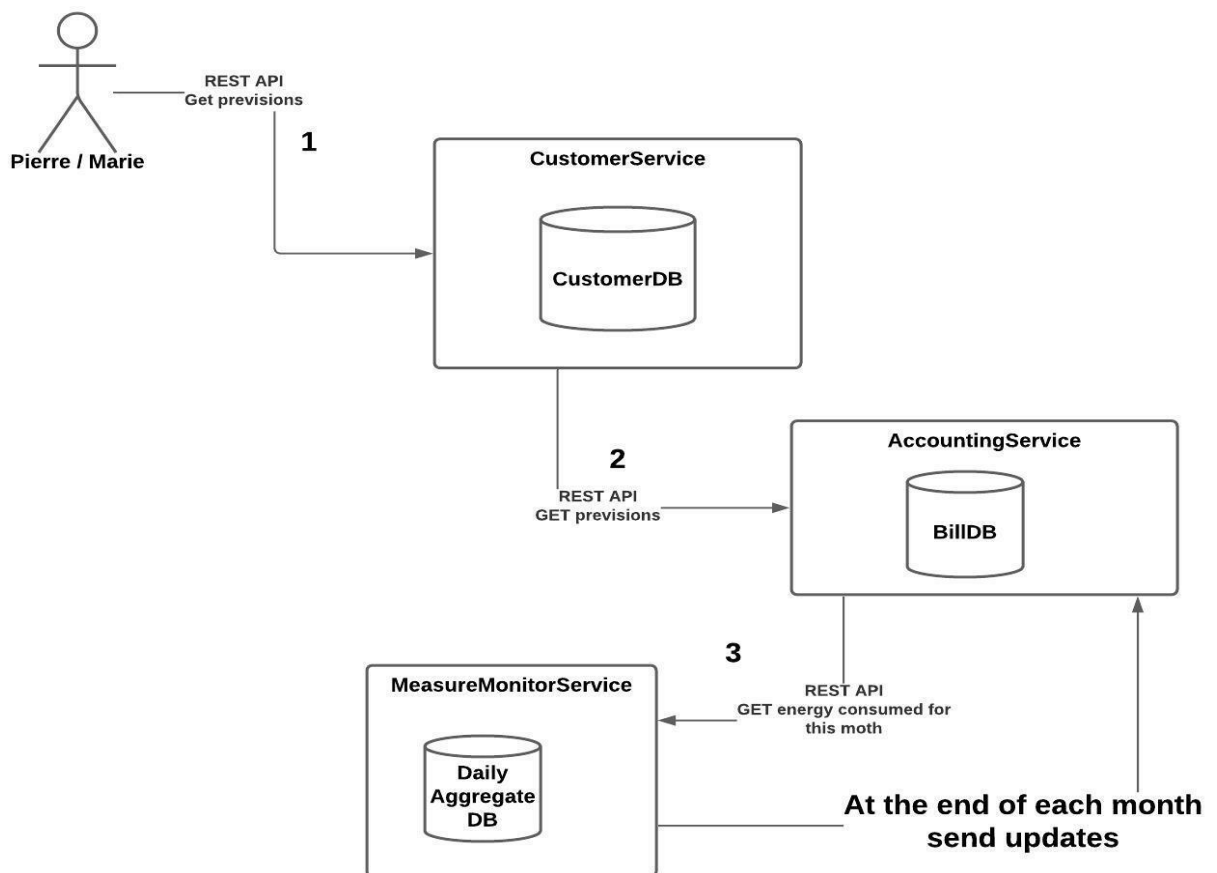 REST API
Get previsions
1
Pierre / Marie
CustomerService
CustomerDB
2
REST API
GET previsions
AccountingService
BillDB
3
REST API
GET energy consumed for
this moth
MeasureMonitorService
Daily
Aggregate
DB
At the end of each month
send updates